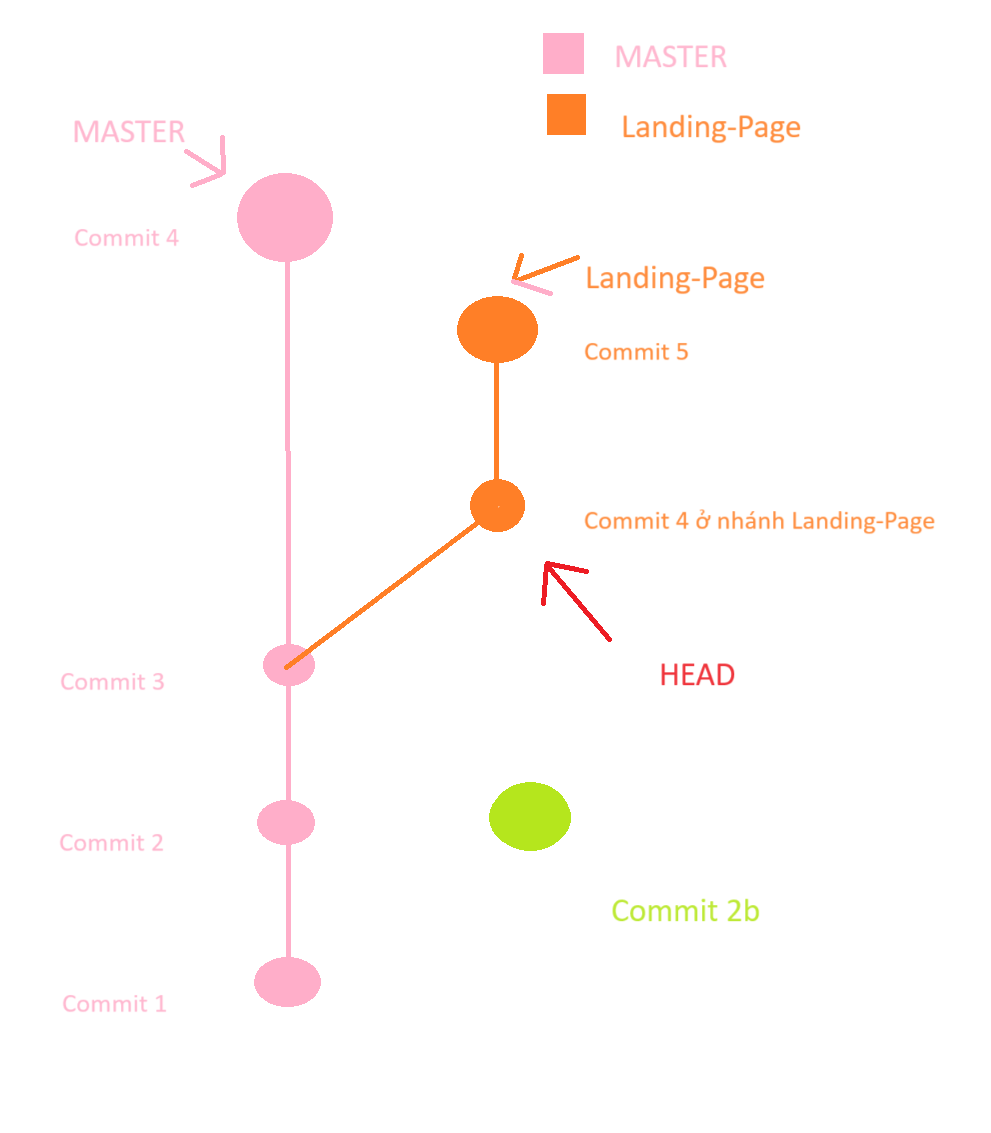 MASTER
Landing-Page
MASTER
Commit 4
Landing-Page
Commit 5
Commit 4 ở nhánh Landing-Page
HEAD
Commit 3
Commit 2
Commit 2b
Commit 1